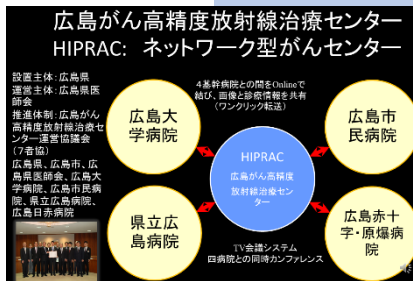 広島がん高精度放射線治療センター
HIPRAC: ネットワーク型がんセンター
設置主体:広島県
運営主体:広島県医
師会
推進体制:広島がん
高精度放射線治療セ
ンター運営協議会
(7者協)
広島県、広島市、広
島県医師会、広島大
学病院、広島市民病
院、県立広島病院、
広島日赤病院
4基幹病院との間をOnlineで
結び、画像と診療情報を共有
(ワンクリック転送)
広島大
学病院
広島市
民病院
HIPRAC
広島がん高精度
放射線治療セン
ター
県立広
島病院
広島赤十
字・原爆病
院
TV会議システム
四病院との同時カンファレンス